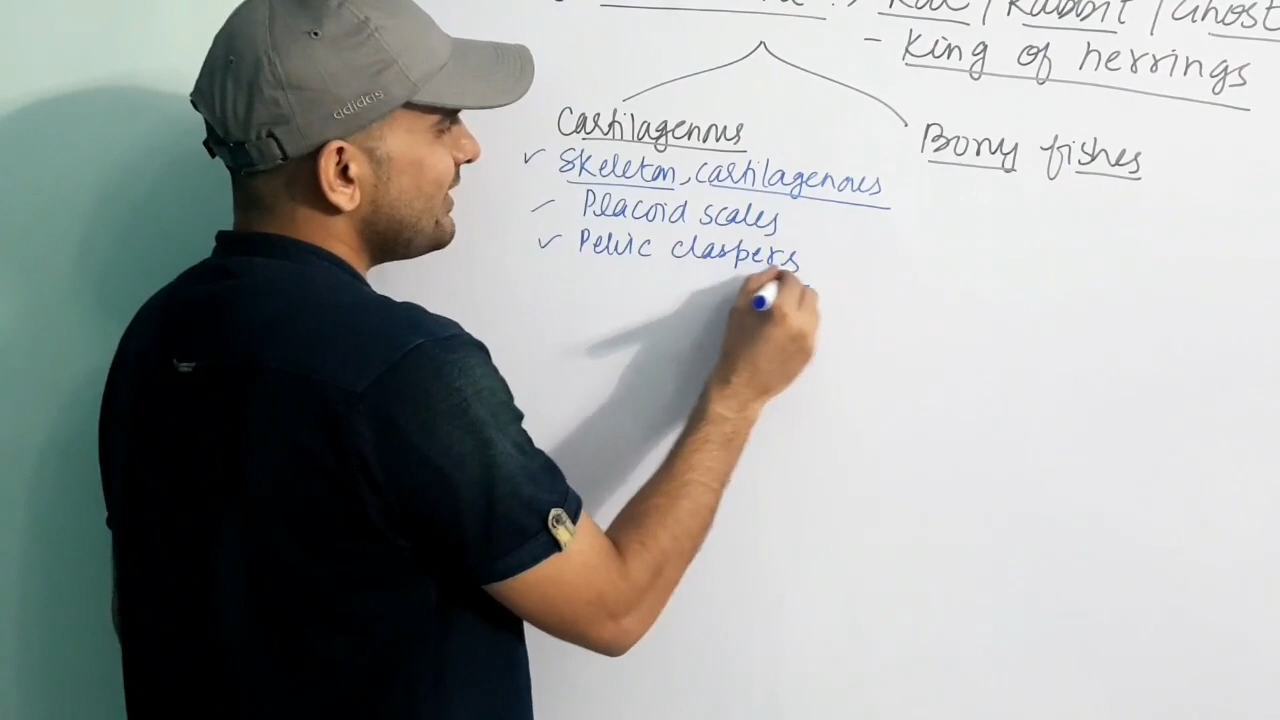 Rat / Rabbit / Ghost
- King of herrings
Cartilagenous
Bony fishes
✓ Skeleton, cartilagenous
Placoid scales
✓ Pelvic claspers
adidas